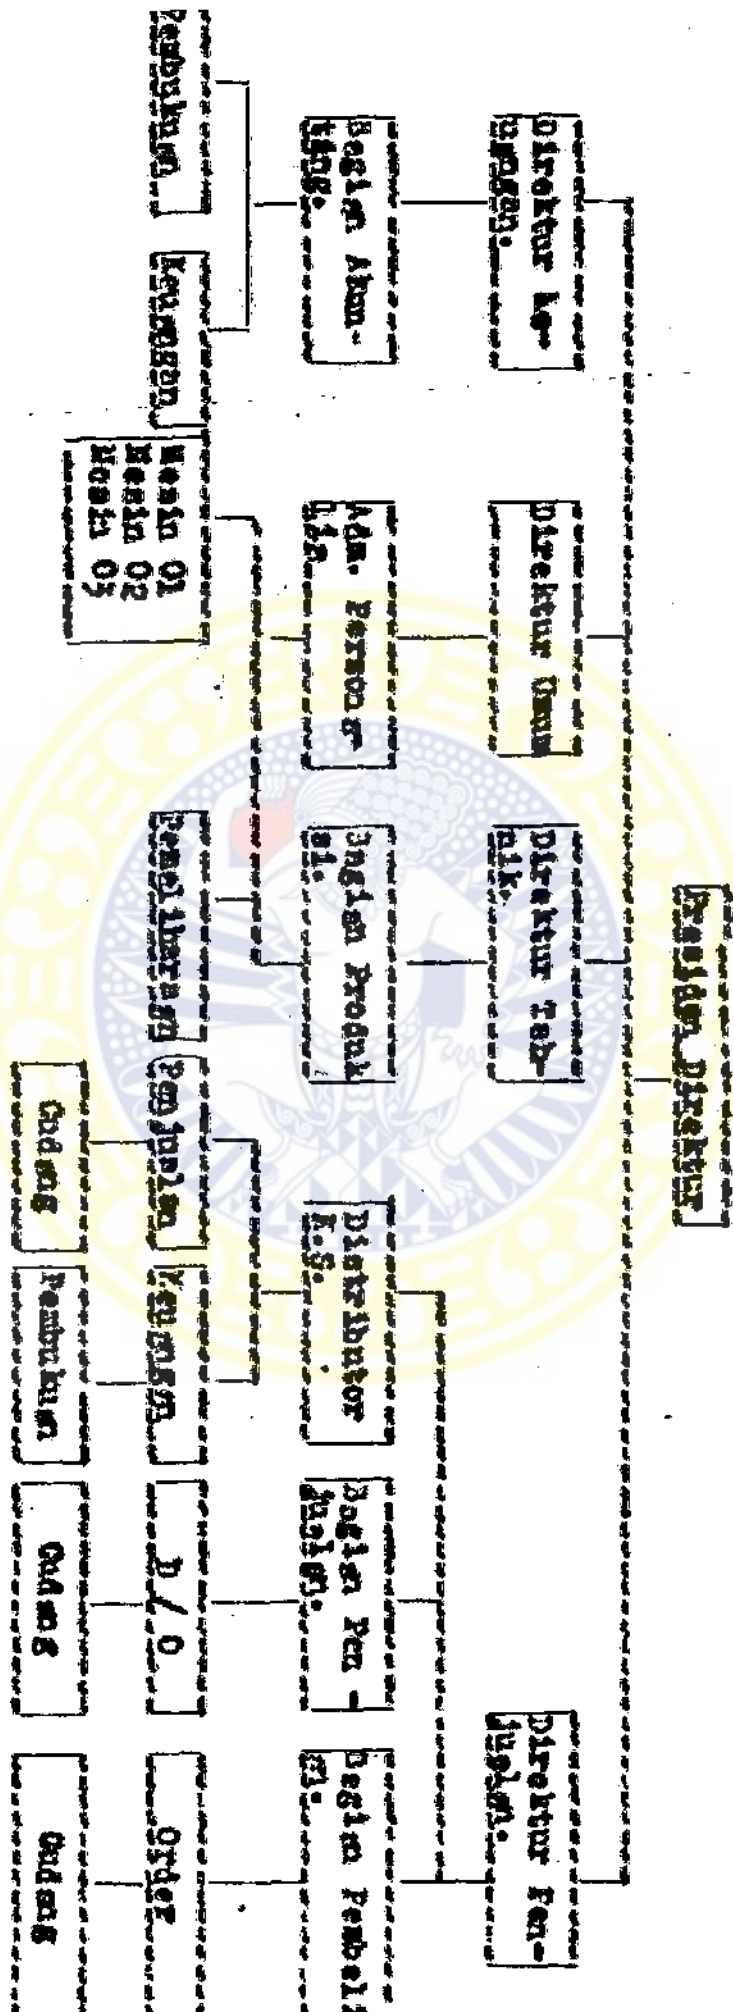 Presiden Direktur
Direktur Ke-
uangan.
Direktur Umum
Direktur Teh-
nik.
Direktur Pen-
jualan.
Bagian Akun-
ting.
Adm. Persona-
lia
Bagian Produk
si.
Distributor
P.G.
Bagian Pen -
jualan.
Bagian Pembeli
an.
Pembukuan
Keuangan
Mesin 01
Mesin 02
Mesin 03
Pemeliharaan
Penjualan
Keuangan
D / O
Order
Gudang
Pembukuan
Gudang
Gudang